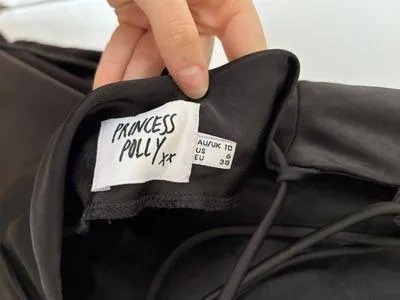 PRINCESS
POLLY xx
AU/UK 10
US 6
EU 38